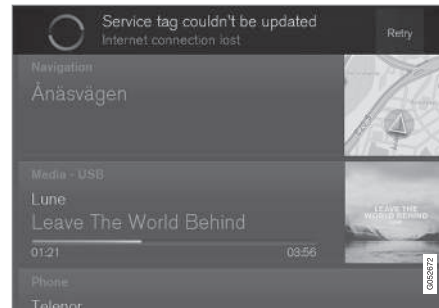 Service tag couldn't be updated
Internet connection lost
Retry
Navigation
Ånäsvägen
Media - USB
Lune
Leave The World Behind
01:21
03:56
LEAVE THE
WORLD BEHIND
Phone
Telenor
G052672